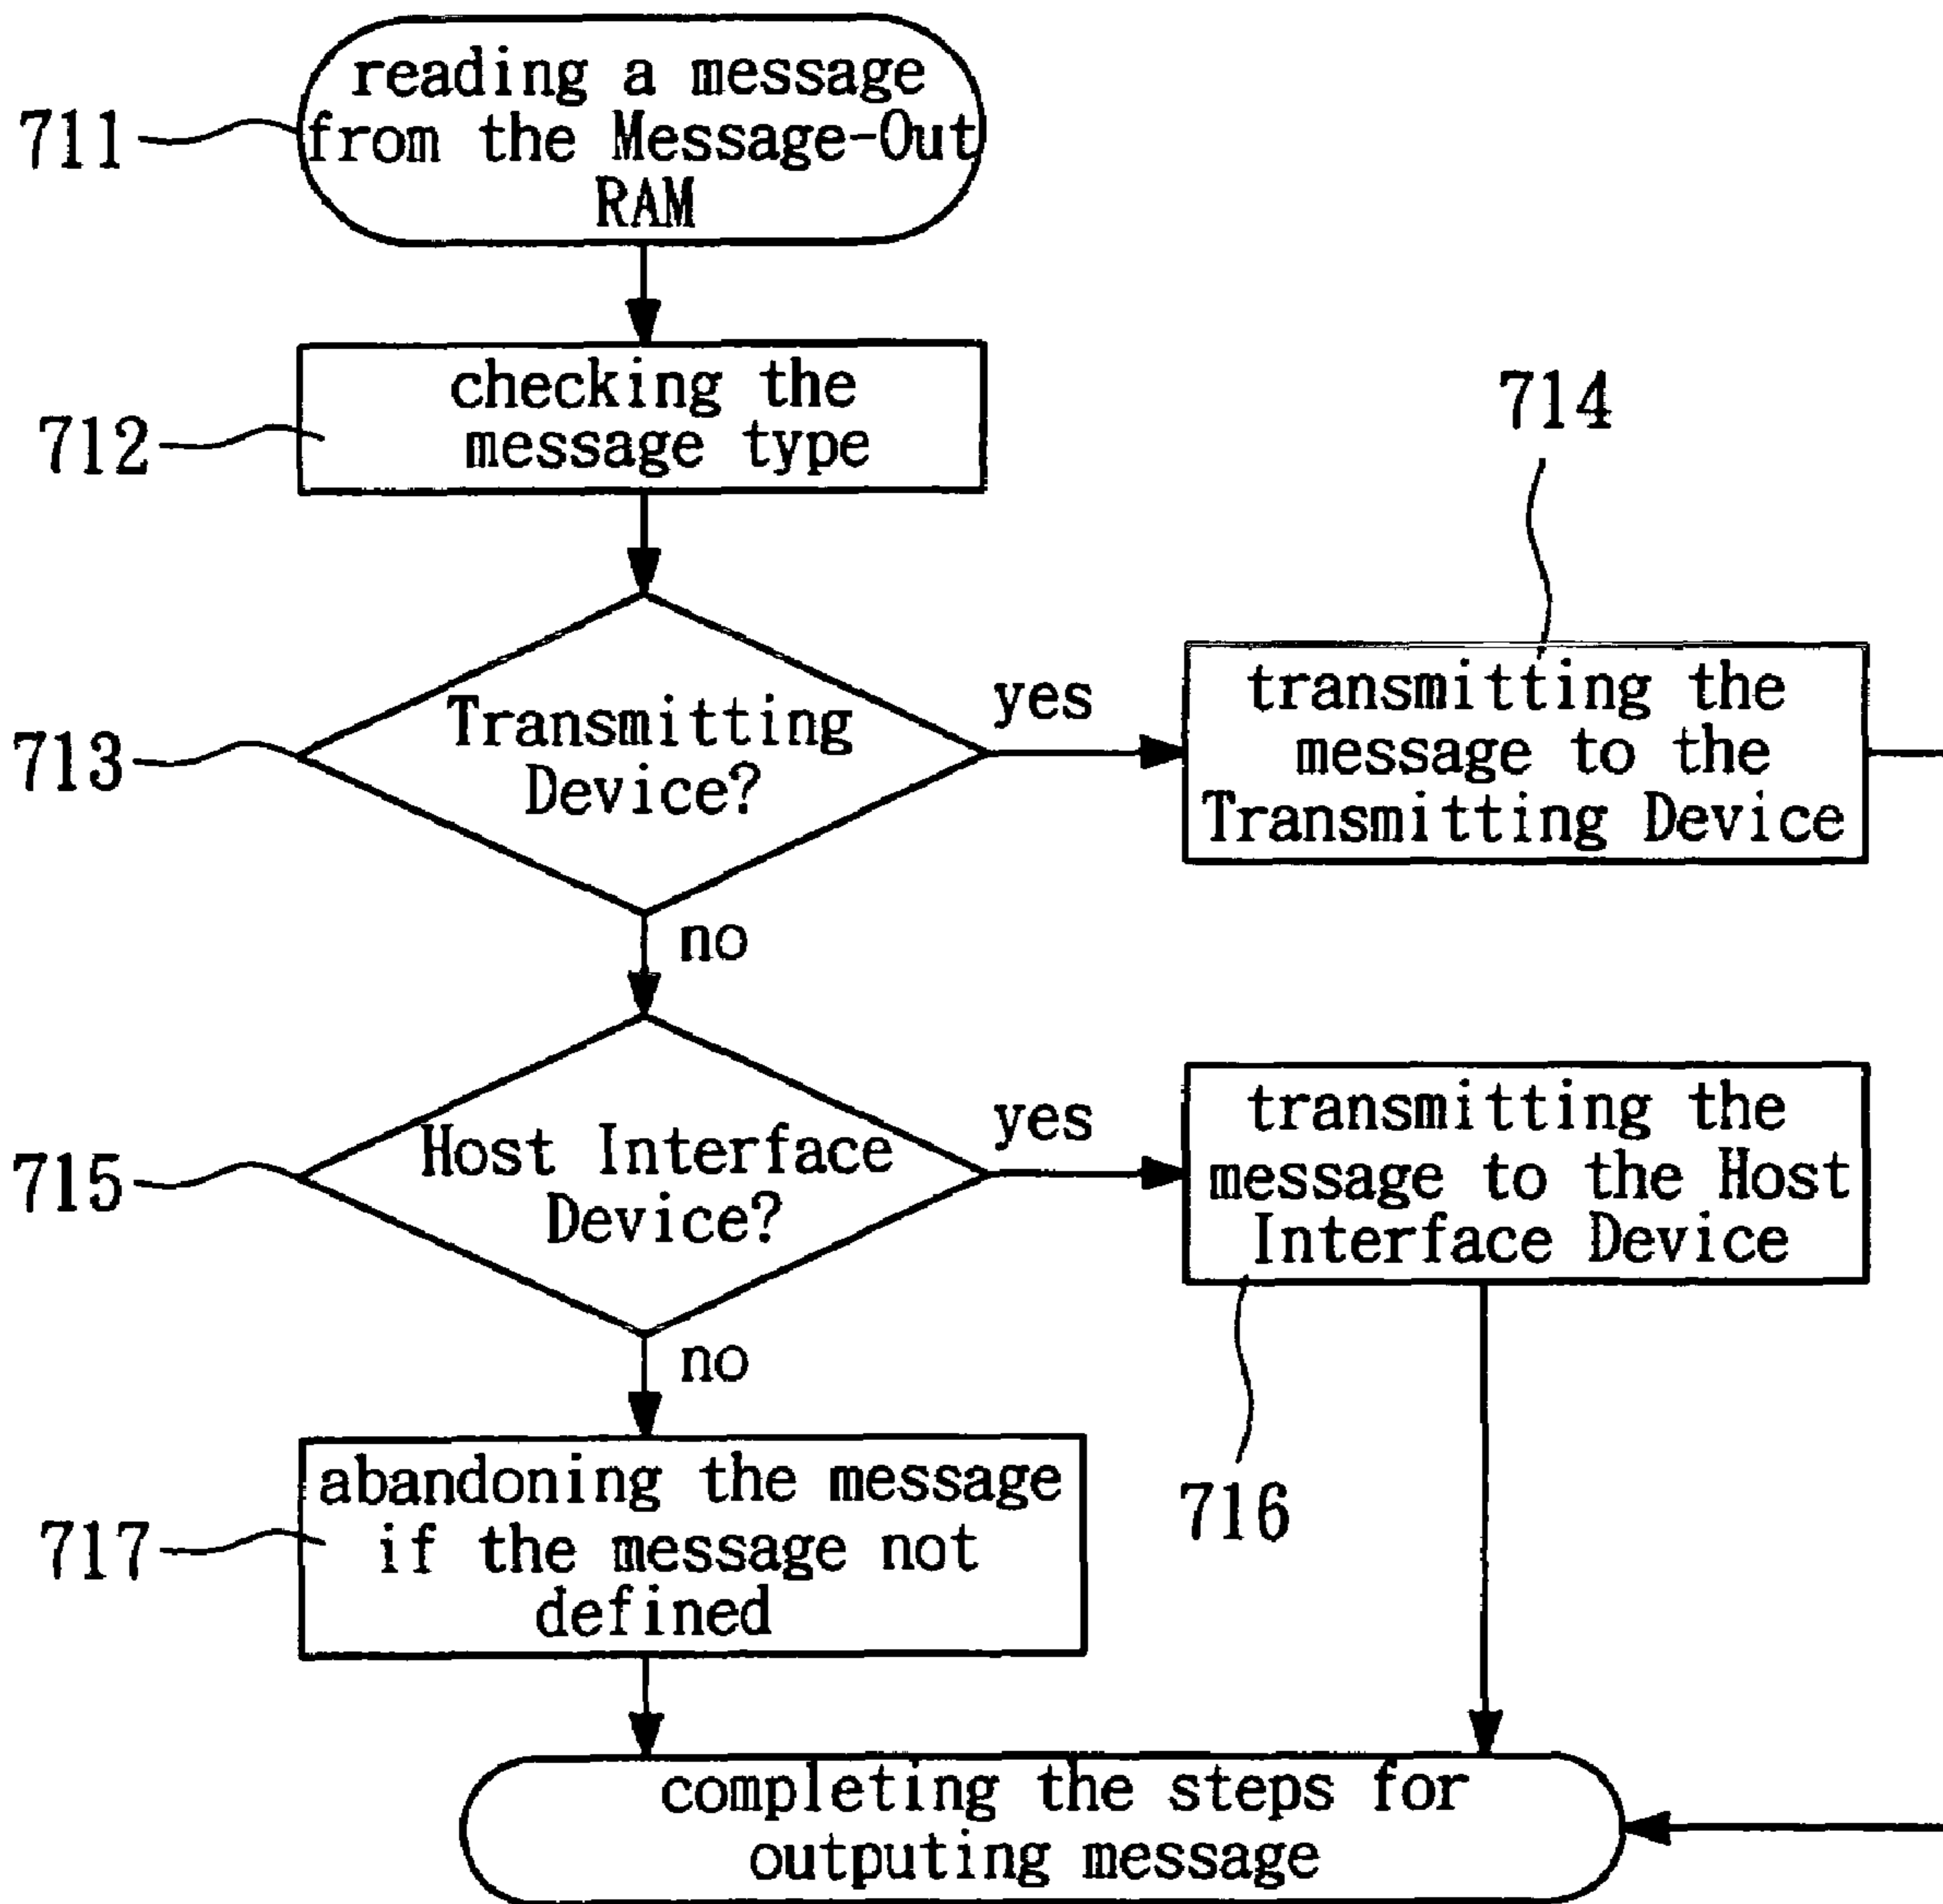 reading a message
from the Message-Out
RAM
711
checking the
message type
712
714
Transmitting
Device?
713
yes
transmitting the
message to the
Transmitting Device
no
Host Interface
Device?
715
yes
transmitting the
message to the Host
Interface Device
716
no
abandoning the message
if the message not
defined
717
completing the steps for
outputing message